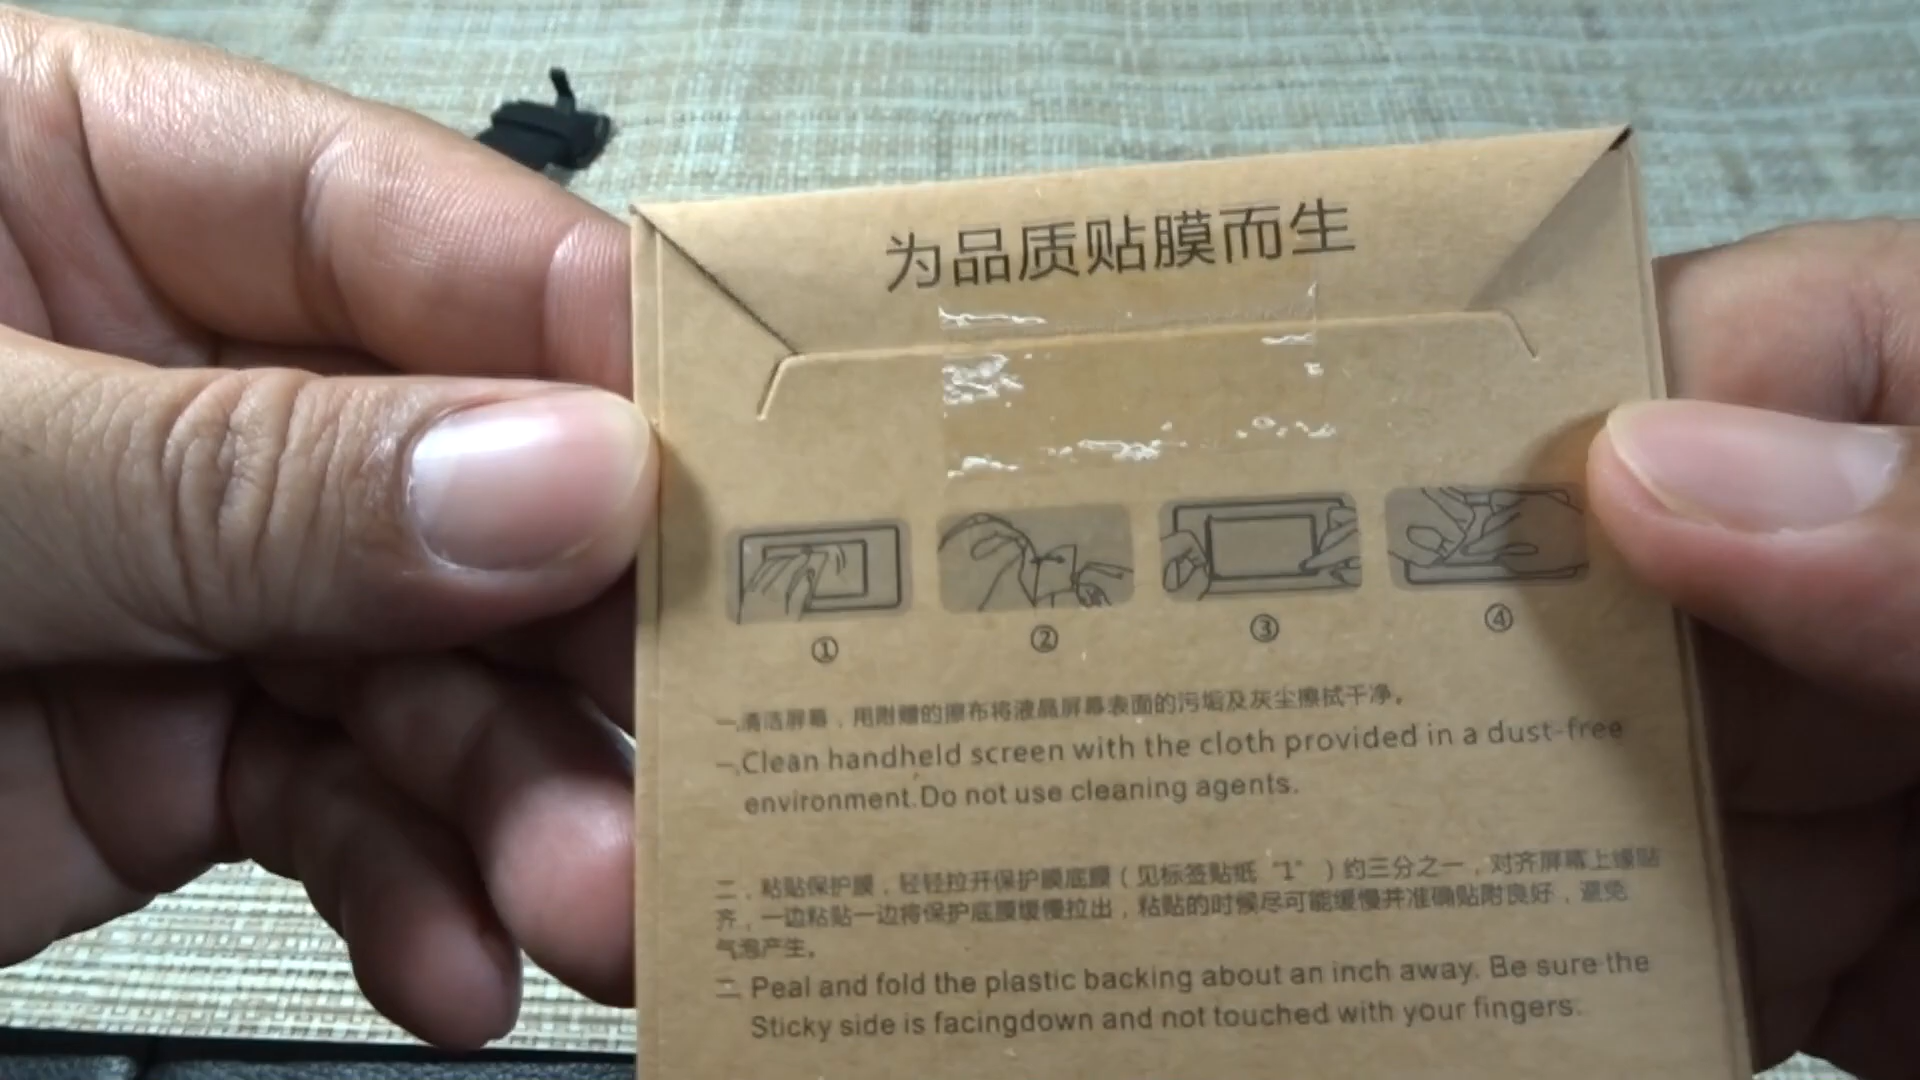 为品质贴膜而生
① ② ③ ④
一.清洁屏幕，用附赠的擦布将液晶屏幕表面的污垢及灰尘擦拭干净。
一.Clean handheld screen with the cloth provided in a dust-free
environment.Do not use cleaning agents.
二．粘贴保护膜，轻轻拉开保护膜底膜（见标签贴纸“1”）约三分之一，对齐屏幕上缘贴
齐，一边粘贴一边将保护底膜缓慢拉出，粘贴的时候尽可能缓慢并准确贴附良好，避免
气泡产生。
二 Peal and fold the plastic backing about an inch away. Be sure the
Sticky side is facingdown and not touched with your fingers.